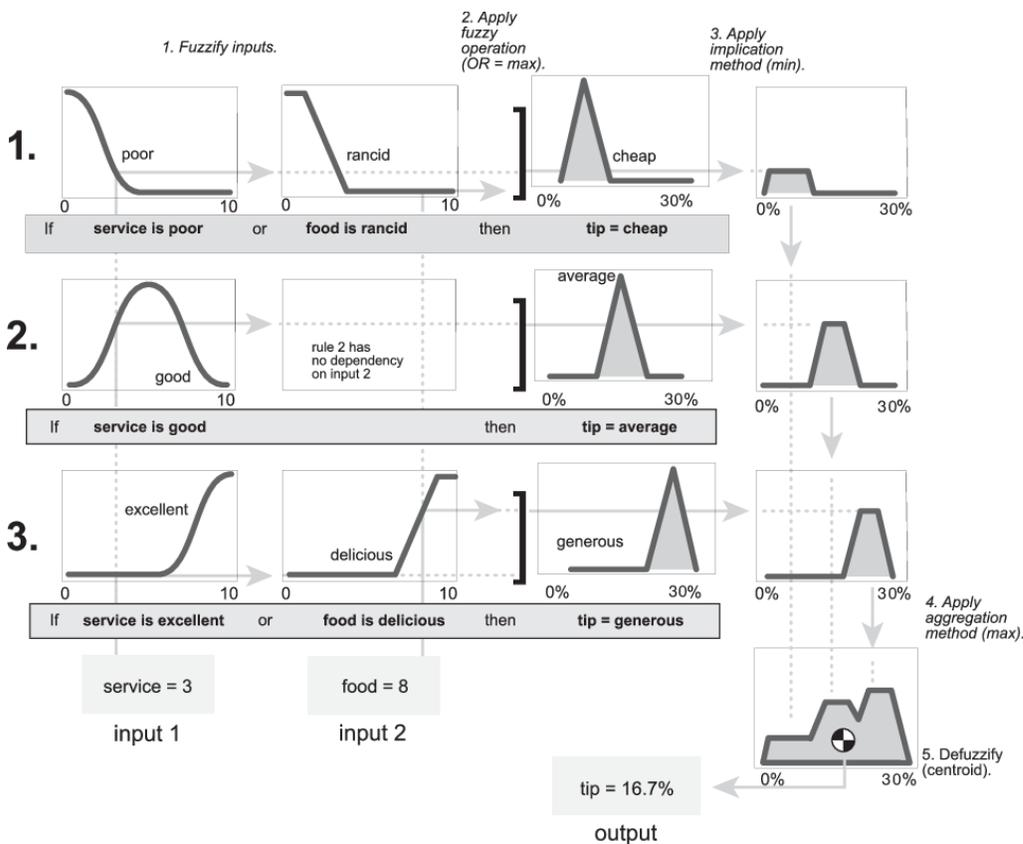 1. Fuzzify inputs.
2. Apply
fuzzy
operation
(OR = max).
3. Apply
implication
method (min).
1.
poor
rancid
cheap
0 10
0 10
0% 30%
0% 30%
If service is poor or food is rancid then tip = cheap
2.
good
rule 2 has
no dependency
on input 2
average
0 10
0% 30%
0% 30%
If service is good then tip = average
3.
excellent
delicious
generous
0 10
0 10
0% 30%
0% 30%
If service is excellent or food is delicious then tip = generous
4. Apply
aggregation
method (max).
service = 3
input 1
food = 8
input 2
0% 30%
5. Defuzzify
(centroid).
tip = 16.7%
output